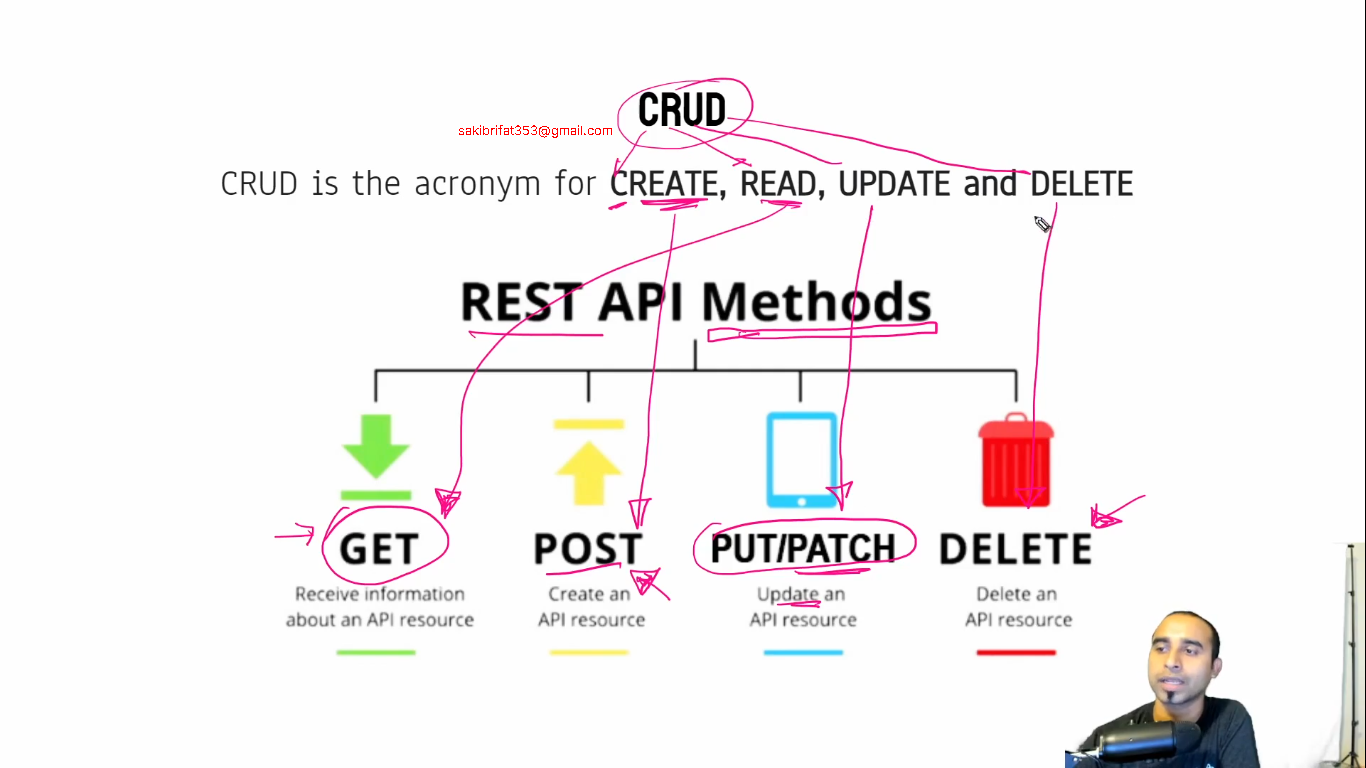 CRUD
sakibrifat353@gmail.com
CRUD is the acronym for CREATE, READ, UPDATE and DELETE
REST API Methods
GET
Receive information
about an API resource
POST
Create an
API resource
PUT/PATCH
Update an
API resource
DELETE
Delete an
API resource